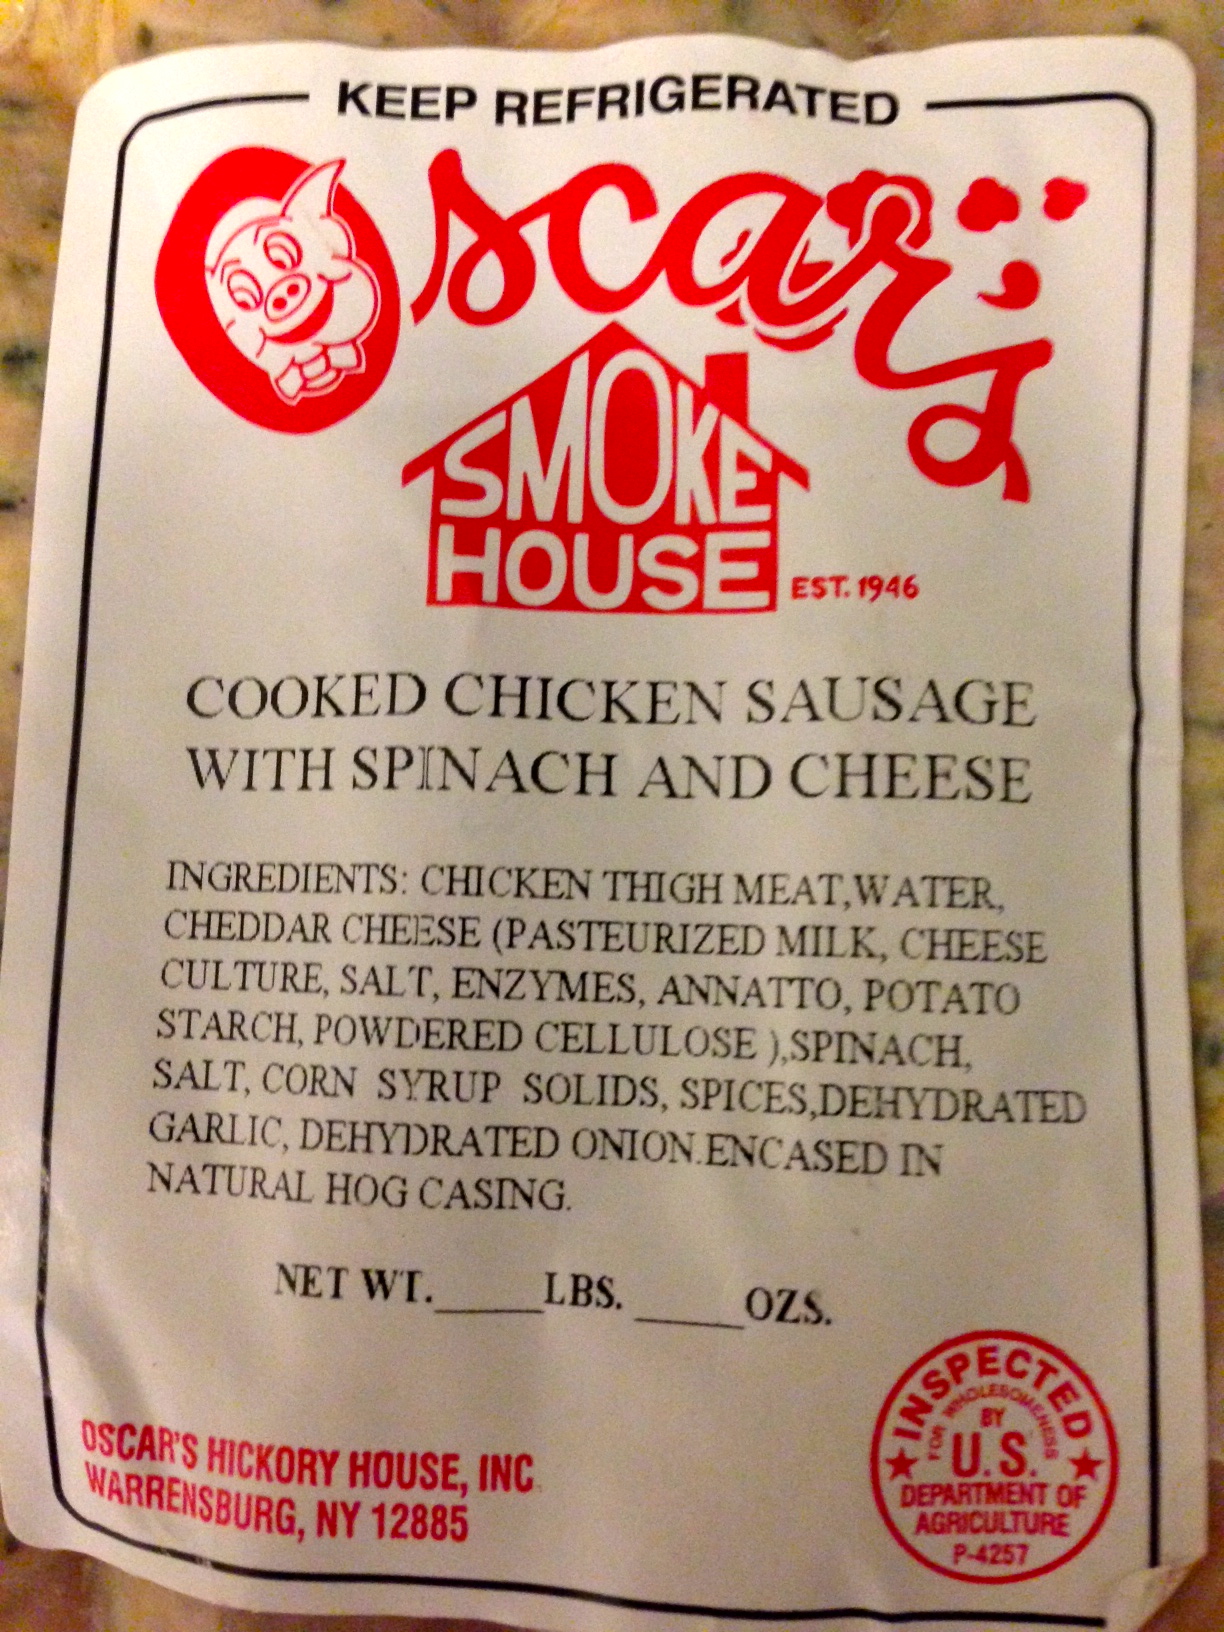 KEEP REFRIGERATED
Oscar's
SMOKE
HOUSE
EST. 1946
COOKED CHICKEN SAUSAGE
WITH SPINACH AND CHEESE
INGREDIENTS: CHICKEN THIGH MEAT,WATER,
CHEDDAR CHEESE (PASTEURIZED MILK, CHEESE
CULTURE, SALT, ENZYMES, ANNATTO, POTATO
STARCH, POWDERED CELLULOSE ),SPINACH,
SALT, CORN SYRUP SOLIDS, SPICES,DEHYDRATED
GARLIC, DEHYDRATED ONION.ENCASED IN
NATURAL HOG CASING.
NET WT.____LBS. ____OZS.
OSCAR'S HICKORY HOUSE, INC.
WARRENSBURG, NY 12885
INSPECTED
FOR WHOLESOMENESS
BY
U.S.
DEPARTMENT OF
AGRICULTURE
P-4257